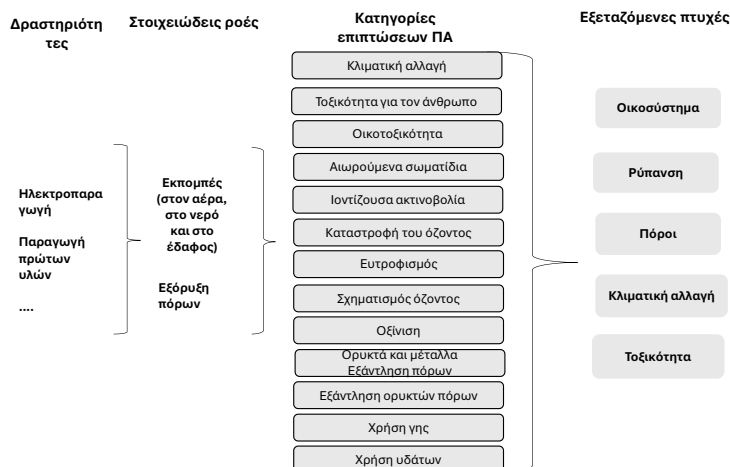 Δραστηριότη
τες
Στοιχειώδεις ροές
Κατηγορίες
επιπτώσεων ΠΑ
Εξεταζόμενες πτυχές
Ηλεκτροπαρα
γωγή
Παραγωγή
πρώτων
υλών
....
Εκπομπές
(στον αέρα,
στο νερό
και στο
έδαφος)
Εξόρυξη
πόρων
Κλιματική αλλαγή
Τοξικότητα για τον άνθρωπο
Οικοτοξικότητα
Αιωρούμενα σωματίδια
Ιοντίζουσα ακτινοβολία
Καταστροφή του όζοντος
Ευτροφισμός
Σχηματισμός όζοντος
Οξίνιση
Ορυκτά και μέταλλα
Εξάντληση πόρων
Εξάντληση ορυκτών πόρων
Χρήση γης
Χρήση υδάτων
Οικοσύστημα
Ρύπανση
Πόροι
Κλιματική αλλαγή
Τοξικότητα